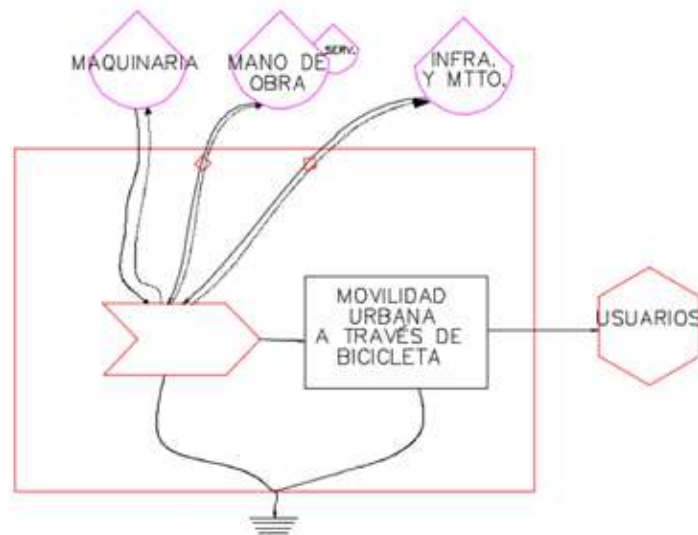 MAQUINARIA
MANO DE
OBRA
SERV.
INFRA.
Y MTTO.
MOVILIDAD
URBANA
A TRAVÉS DE
BICICLETA
USUARIOS